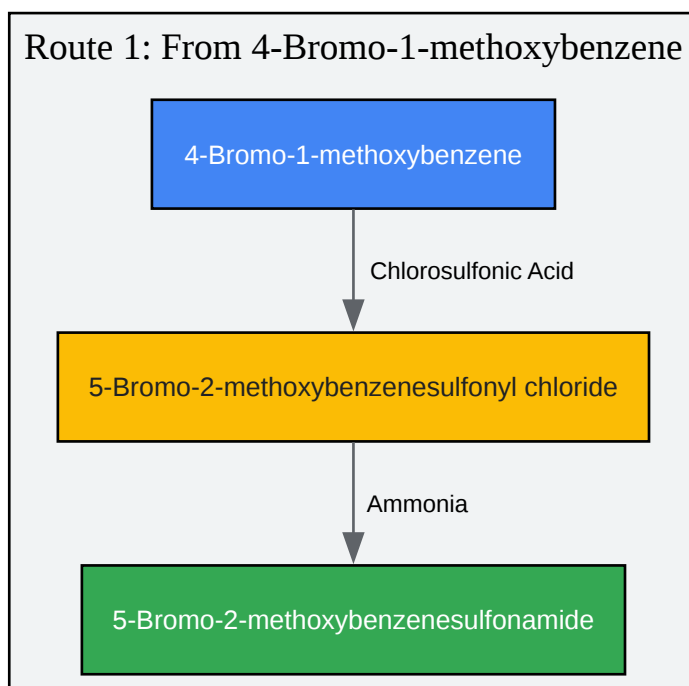 Route 1: From 4-Bromo-1-methoxybenzene
4-Bromo-1-methoxybenzene
Chlorosulfonic Acid
5-Bromo-2-methoxybenzenesulfonyl chloride
Ammonia
5-Bromo-2-methoxybenzenesulfonamide